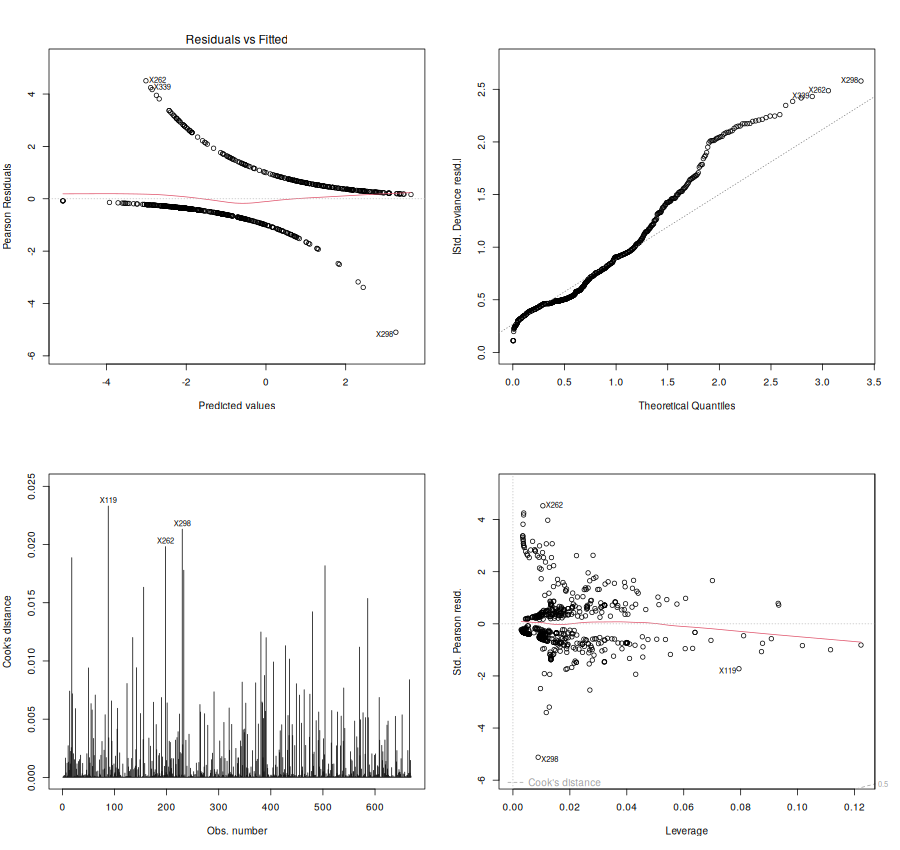 Residuals vs Fitted
Pearson Residuals
4
2
0
-2
-4
-6
X262
X339
X298
-4 -2 0 2
Predicted values
|Std. Deviance resid.|
2.5
2.0
1.5
1.0
0.5
0.0
X298
X262
X339
0.0 0.5 1.0 1.5 2.0 2.5 3.0 3.5
Theoretical Quantiles
Cook's distance
0.025
0.020
0.015
0.010
0.005
0.000
X119
X298
X262
0 100 200 300 400 500 600
Obs. number
Std. Pearson resid.
4
2
0
-2
-4
-6
X262
X119
X298
Cook's distance
0.5
0.00 0.02 0.04 0.06 0.08 0.10 0.12
Leverage